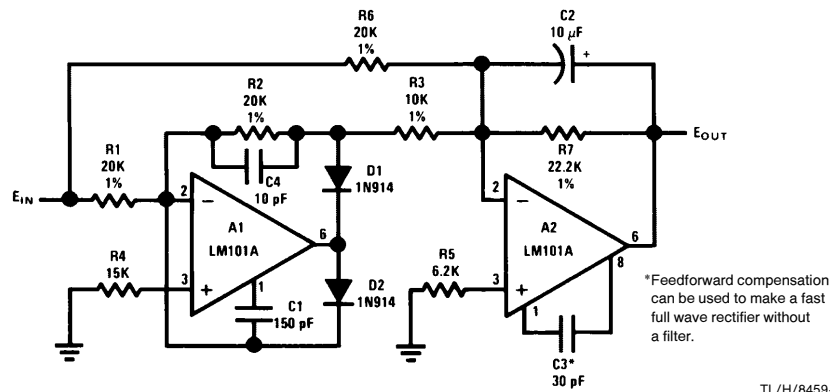 R6
20K
1%
C2
10 μF
+
R2
20K
1%
R3
10K
1%
R1
20K
1%
C4
10 pF
D1
1N914
R7
22.2K
1%
EOUT
EIN
2
−
A1
LM101A
6
2
−
A2
LM101A
6
8
R4
15K
3
+
1
C1
150 pF
D2
1N914
R5
6.2K
3
+
1
C3*
30 pF
*Feedforward compensation
can be used to make a fast
full wave rectifier without
a filter.